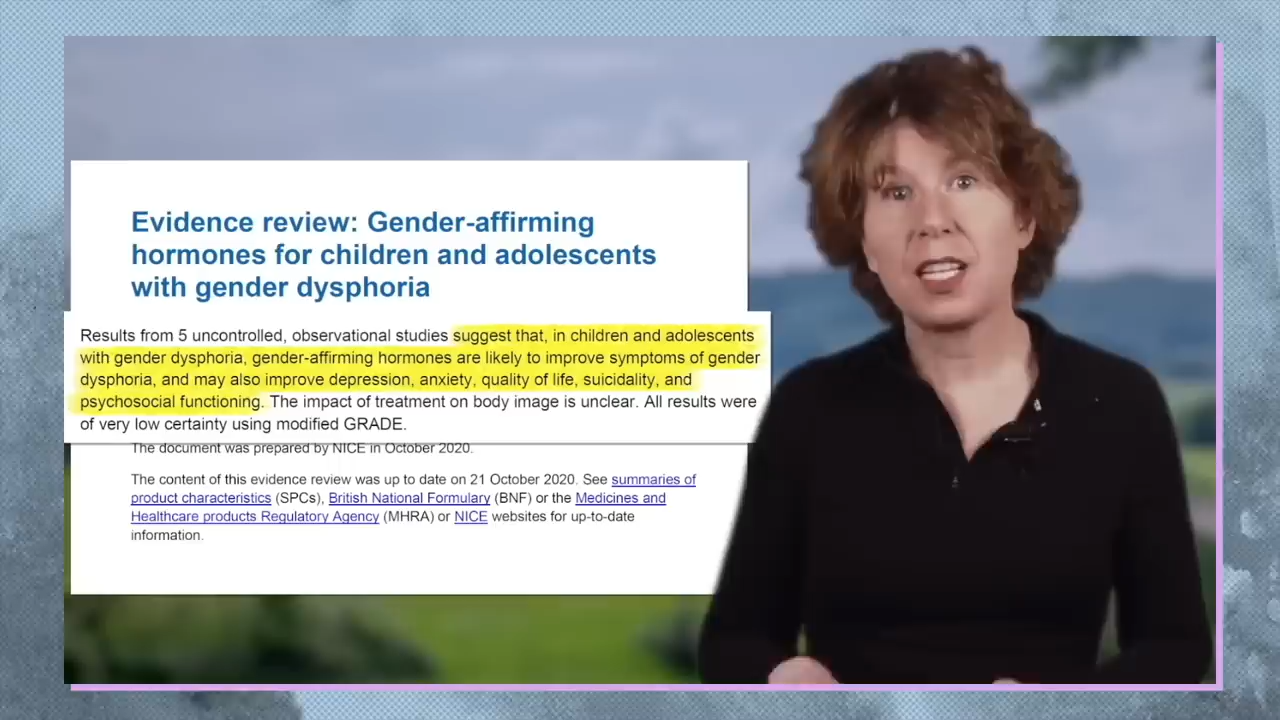 Evidence review: Gender-affirming
hormones for children and adolescents
with gender dysphoria
Results from 5 uncontrolled, observational studies suggest that, in children and adolescents
with gender dysphoria, gender-affirming hormones are likely to improve symptoms of gender
dysphoria, and may also improve depression, anxiety, quality of life, suicidality, and
psychosocial functioning. The impact of treatment on body image is unclear. All results were
of very low certainty using modified GRADE.
The document was prepared by NICE in October 2020.
The content of this evidence review was up to date on 21 October 2020. See summaries of
product characteristics (SPCs), British National Formulary (BNF) or the Medicines and
Healthcare products Regulatory Agency (MHRA) or NICE websites for up-to-date
information.